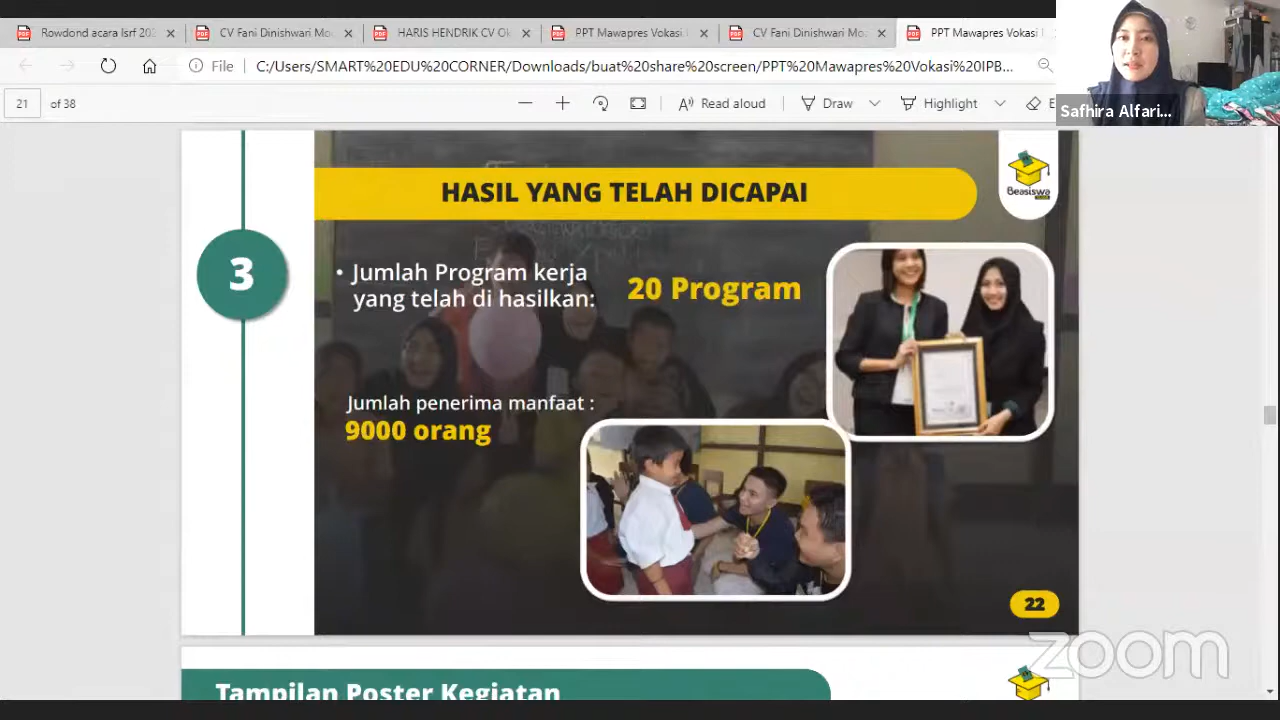 Rowdond acara Isrf 202
CV Fani Dinishwari Mo
HARIS HENDRIK CV Ok
PPT Mawapres Vokasi I
CV Fani Dinishwari Mo
PPT Mawapres Vokasi I
File
C:/Users/SMART%20EDU%20CORNER/Downloads/buat%20share%20screen/PPT%20Mawapres%20Vokasi%20IPB...
21 of 38
Read aloud
Draw
Highlight
Safhira Alfari...
HASIL YANG TELAH DICAPAI
Beasiswa
3
• Jumlah Program kerja
yang telah di hasilkan:
20 Program
Jumlah penerima manfaat :
9000 orang
22
zoom
Tampilan Poster Kegiatan